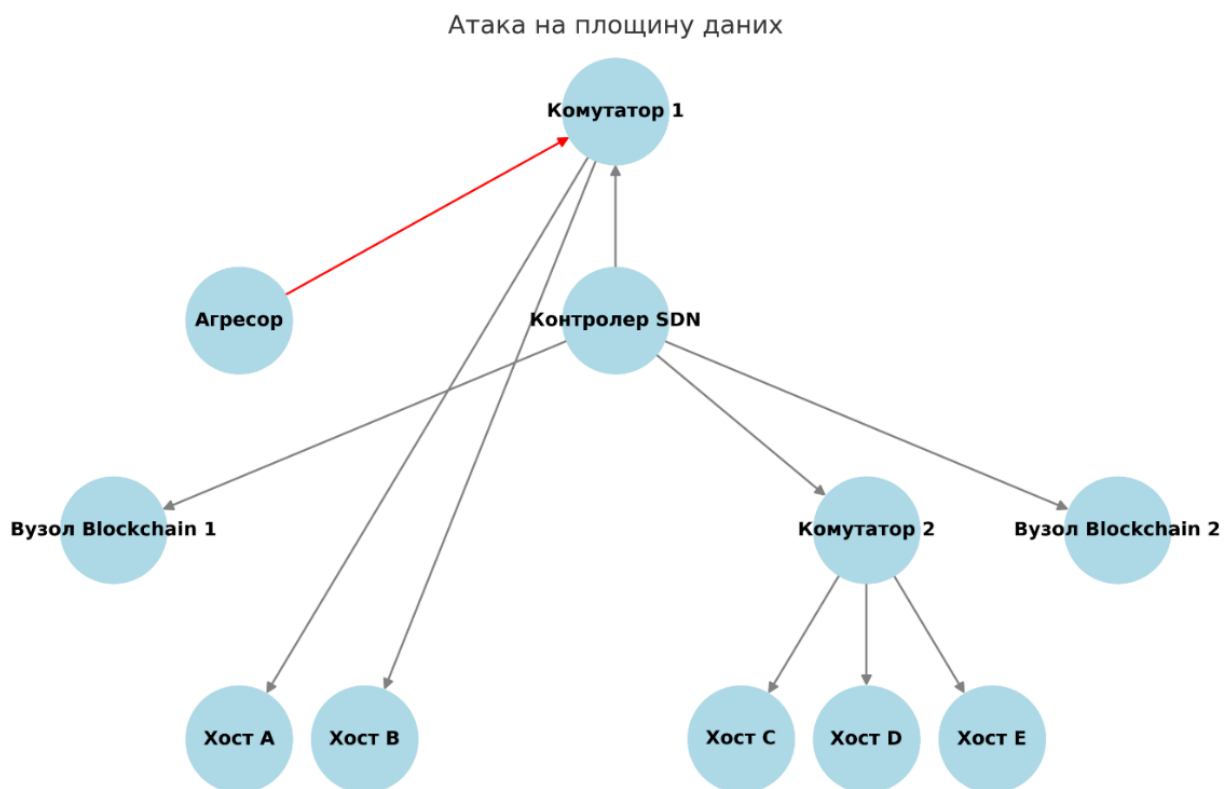 Атака на площину даних
Комутатор 1
Агресор
Контролер SDN
Вузол Blockchain 1
Комутатор 2
Вузол Blockchain 2
Хост A
Хост B
Хост C
Хост D
Хост E